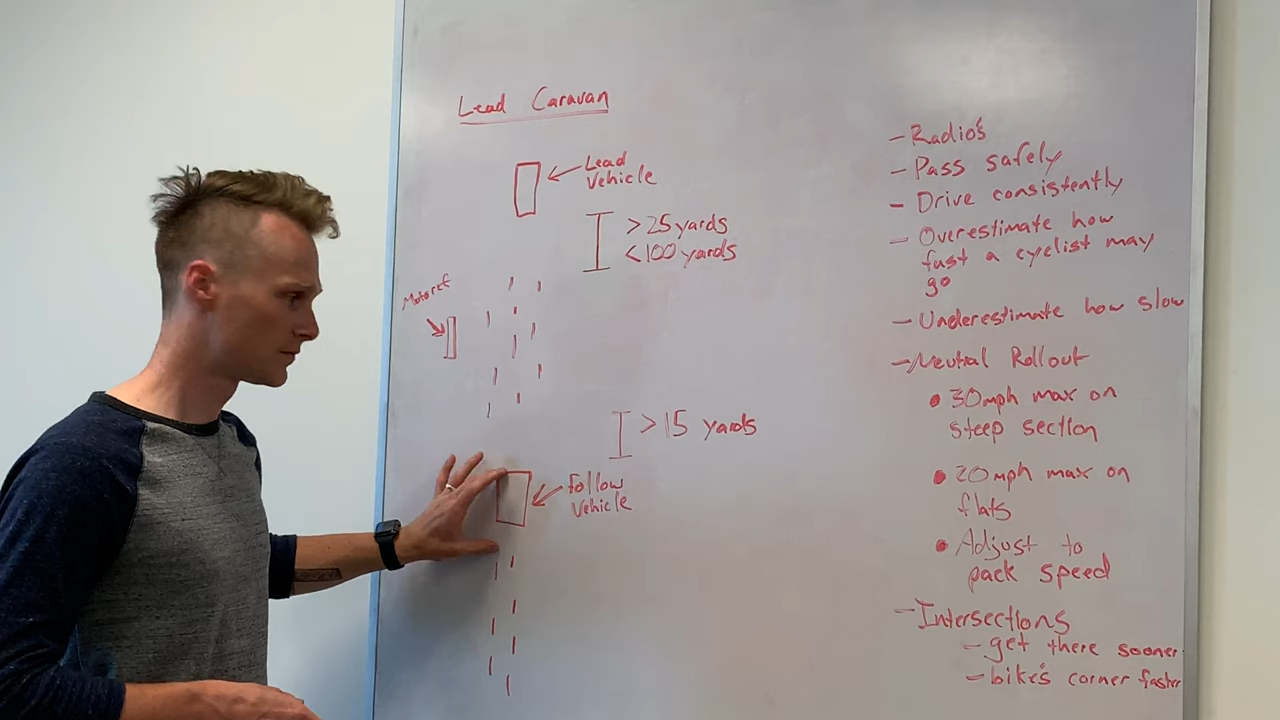 Lead Caravan
Lead
Vehicle
>25 yards
<100 yards
Motoref
>15 yards
Follow
Vehicle
- Radio's
- Pass safely
- Drive consistently
- Overestimate how
fast a cyclist may
go
- Underestimate how slow
- Neutral Rollout
• 30mph max on
steep section
• 20mph max on
flats
• Adjust to
pack speed
- Intersections
- get there sooner
- bike's corner faster